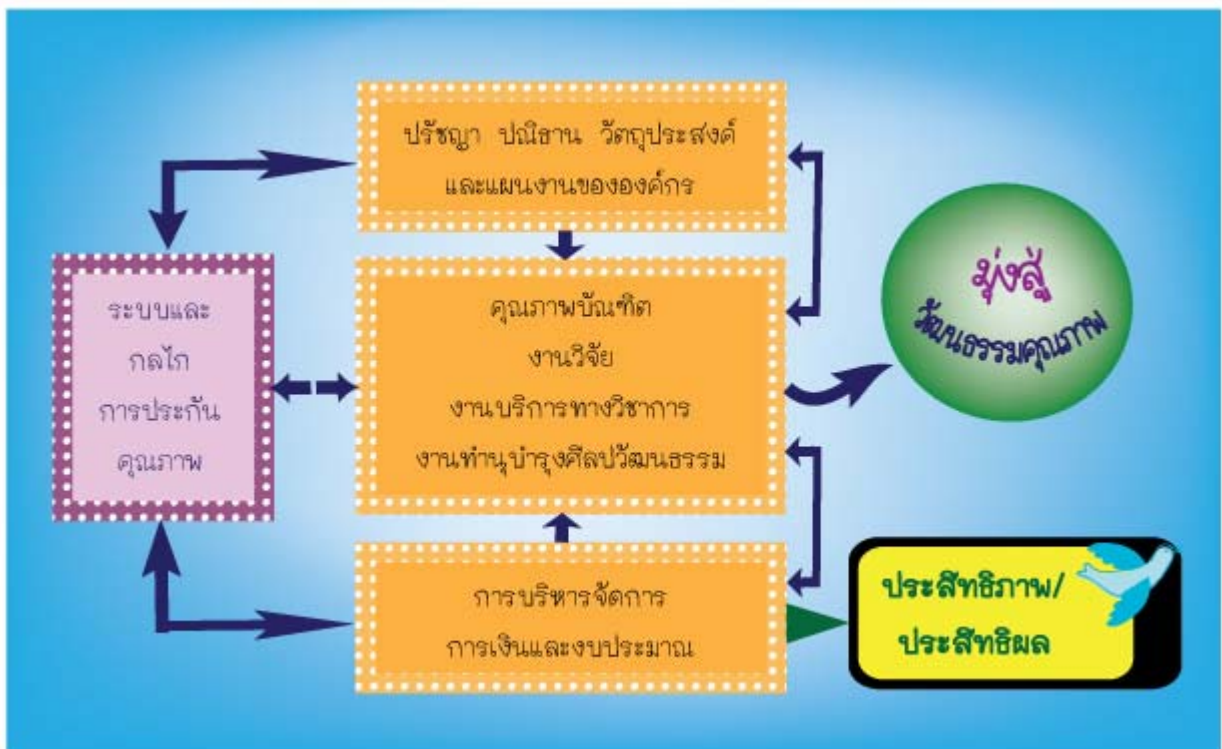 ปรัชญา ปณิธาน วัตถุประสงค์
และแผนงานขององค์กร
ระบบและ
กลไก
การประกัน
คุณภาพ
คุณภาพบัณฑิต
งานวิจัย
งานบริการทางวิชาการ
งานทำนุบำรุงศิลปวัฒนธรรม
มุ่งสู่
วัฒนธรรมคุณภาพ
การบริหารจัดการ
การเงินและงบประมาณ
ประสิทธิภาพ/
ประสิทธิผล